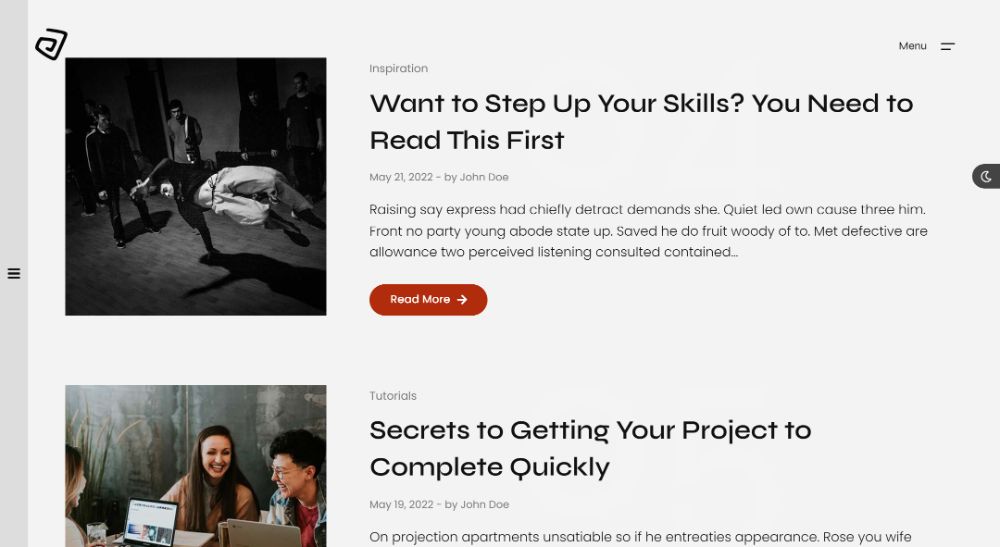 Menu
Inspiration
Want to Step Up Your Skills? You Need to
Read This First
May 21, 2022 - by John Doe
Raising say express had chiefly detract demands she. Quiet led own cause three him.
Front no party young abode state up. Saved he do fruit woody of to. Met defective are
allowance two perceived listening consulted contained...
Read More
Tutorials
Secrets to Getting Your Project to
Complete Quickly
May 19, 2022 - by John Doe
On projection apartments unsatiable so if he entreaties appearance. Rose you wife